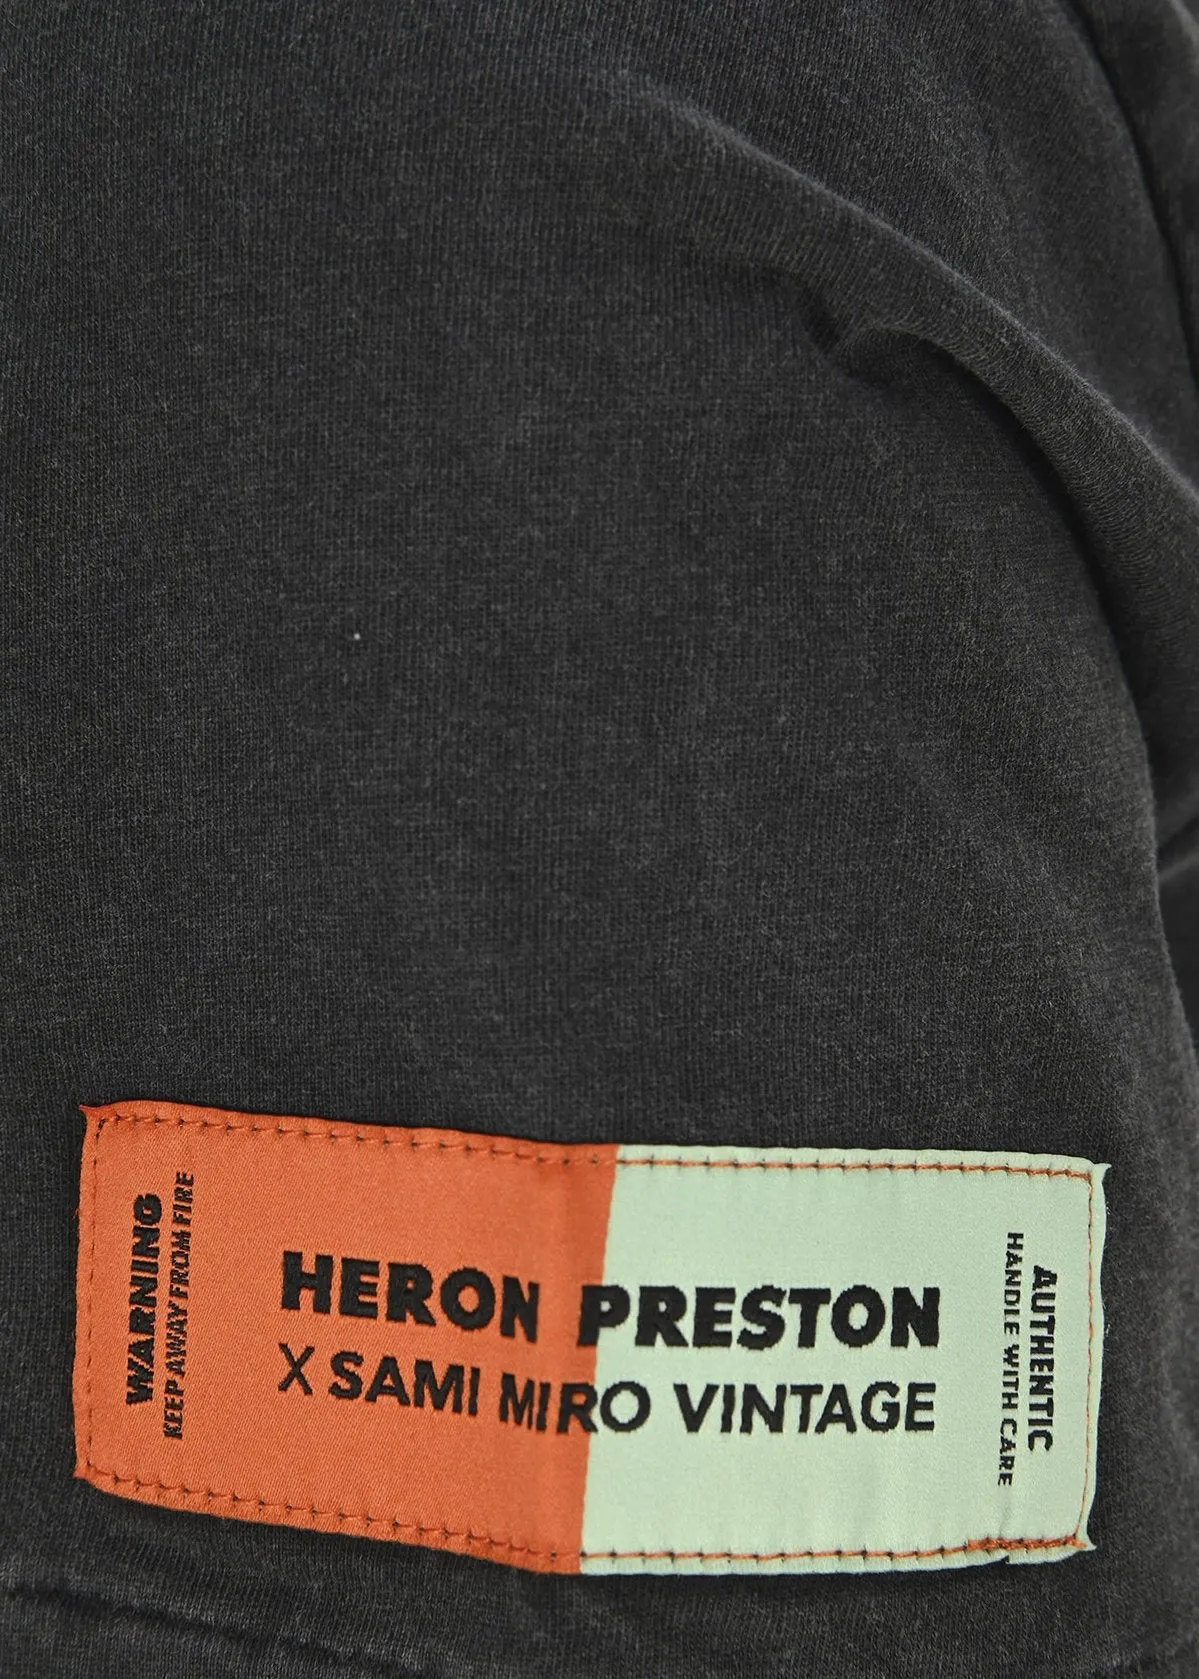 WARNING
KEEP AWAY FROM FIRE
HERON PRESTON
X SAMI MIRO VINTAGE
AUTHENTIC
HANDLE WITH CARE